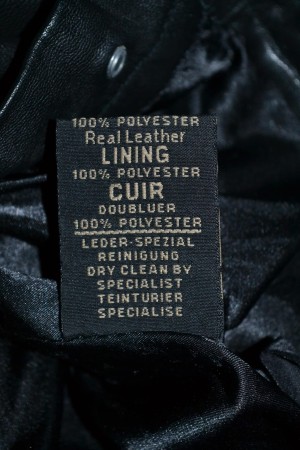 100% POLYESTER
Real Leather
LINING
100% POLYESTER
CUIR
DOUBLUER
100% POLYESTER
LEDER-SPEZIAL
REINIGUNG
DRY CLEAN BY
SPECIALIST
TEINTURIER
SPECIALISE